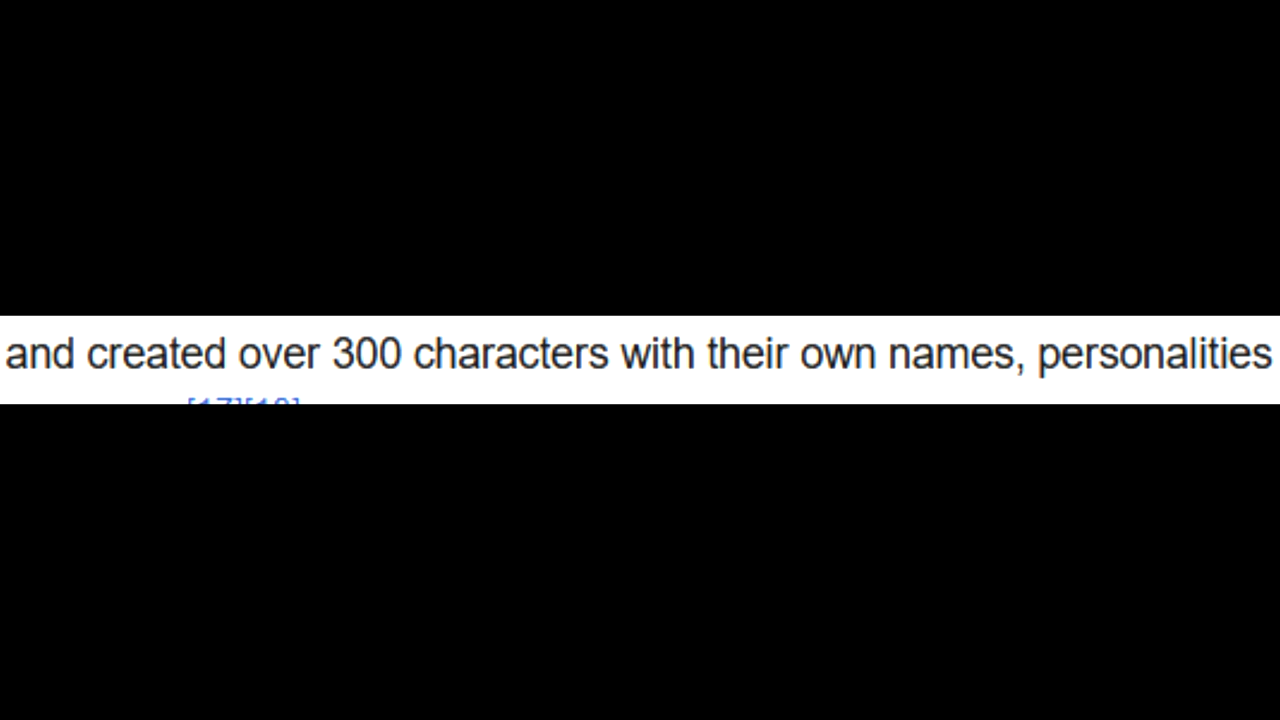 and created over 300 characters with their own names, personalities